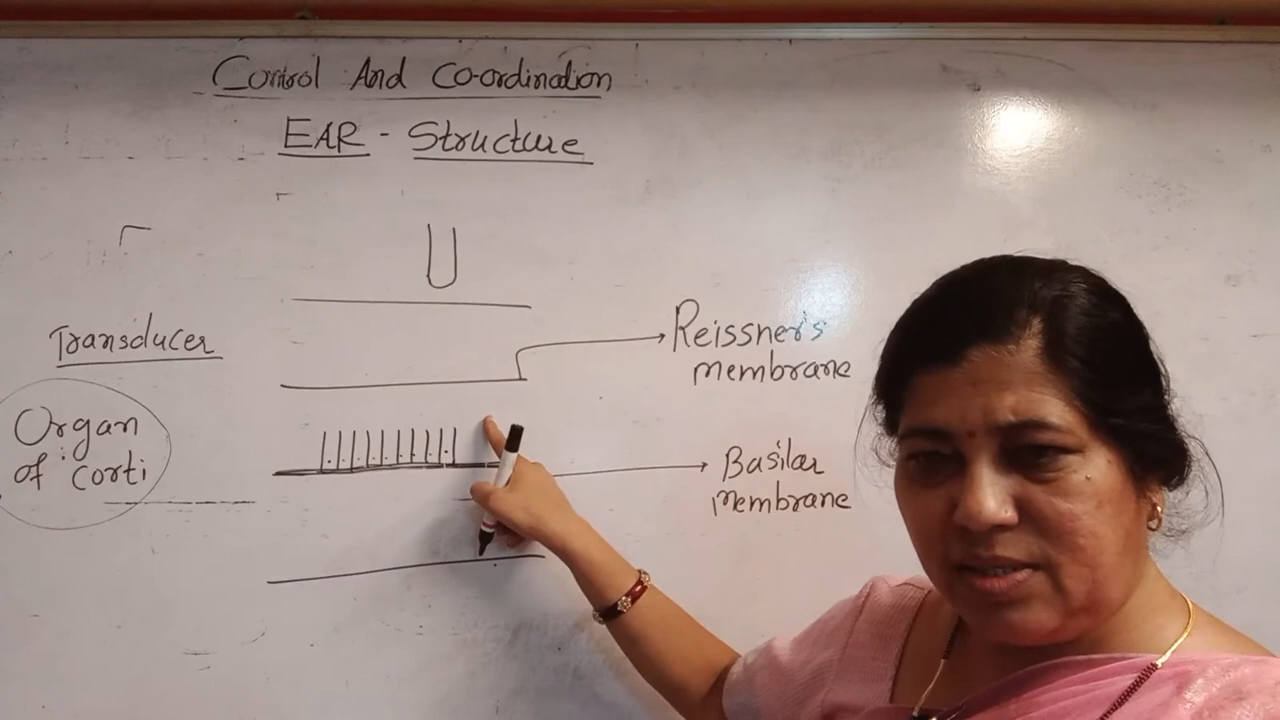 Control And Co-ordination
EAR - Structure
Transducer
Organ
of Corti
Reissner's
membrane
Basilar
membrane